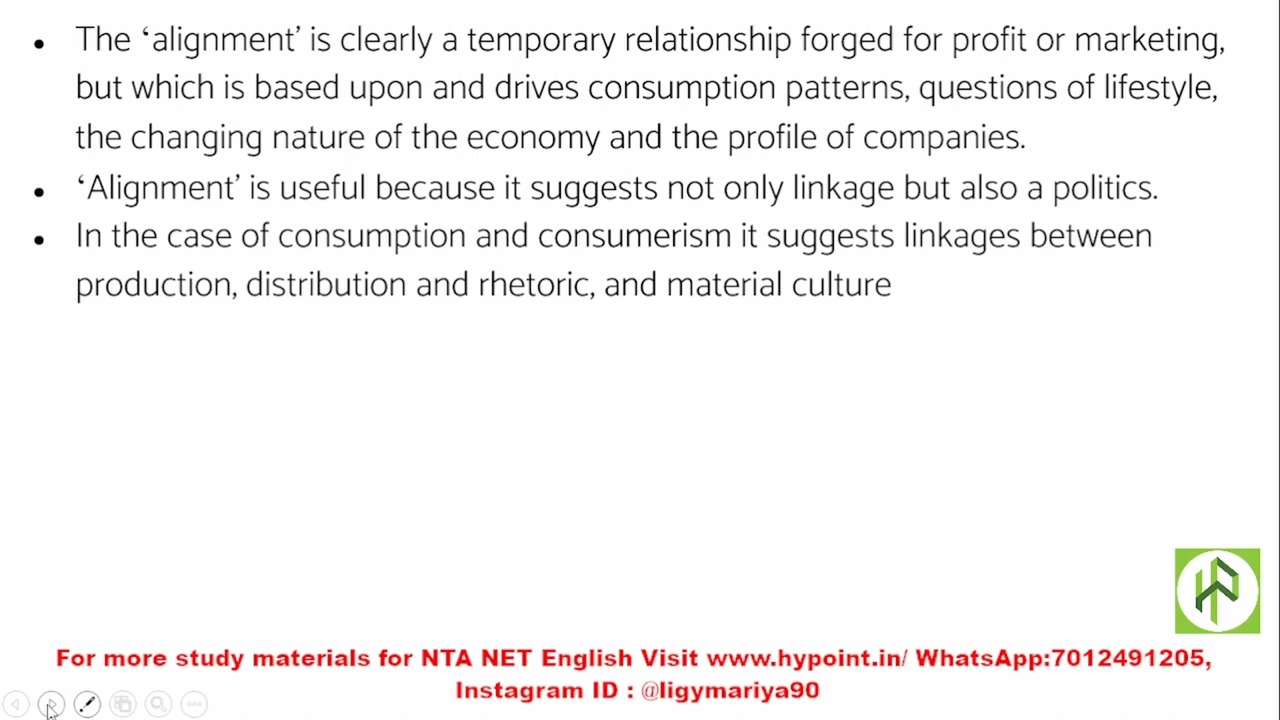 • The ‘alignment’ is clearly a temporary relationship forged for profit or marketing,
but which is based upon and drives consumption patterns, questions of lifestyle,
the changing nature of the economy and the profile of companies.
• ‘Alignment’ is useful because it suggests not only linkage but also a politics.
• In the case of consumption and consumerism it suggests linkages between
production, distribution and rhetoric, and material culture
For more study materials for NTA NET English Visit www.hypoint.in/ WhatsApp:7012491205,
Instagram ID : @ligymariya90